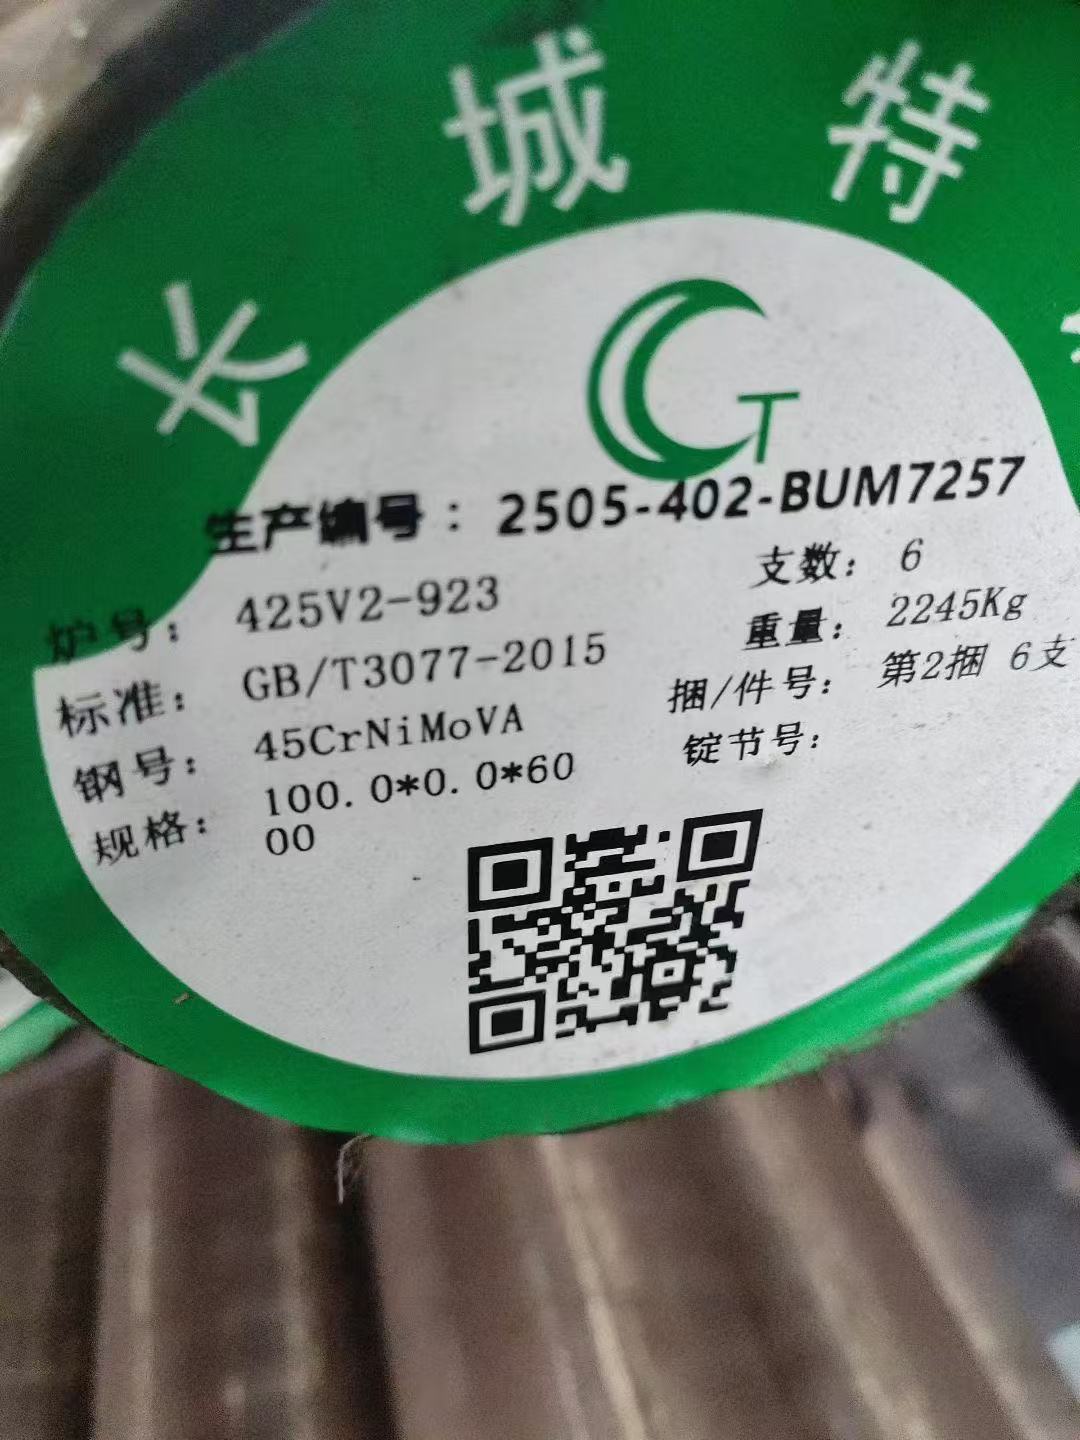 长城特
GT
生产编号：2505-402-BUM7257
炉号：425V2-923
支数：6
标准：GB/T3077-2015
重量：2245Kg
钢号：45CrNiMoVA
捆/件号：第2捆 6支
规格：100.0*0.0*60
00
锭节号：